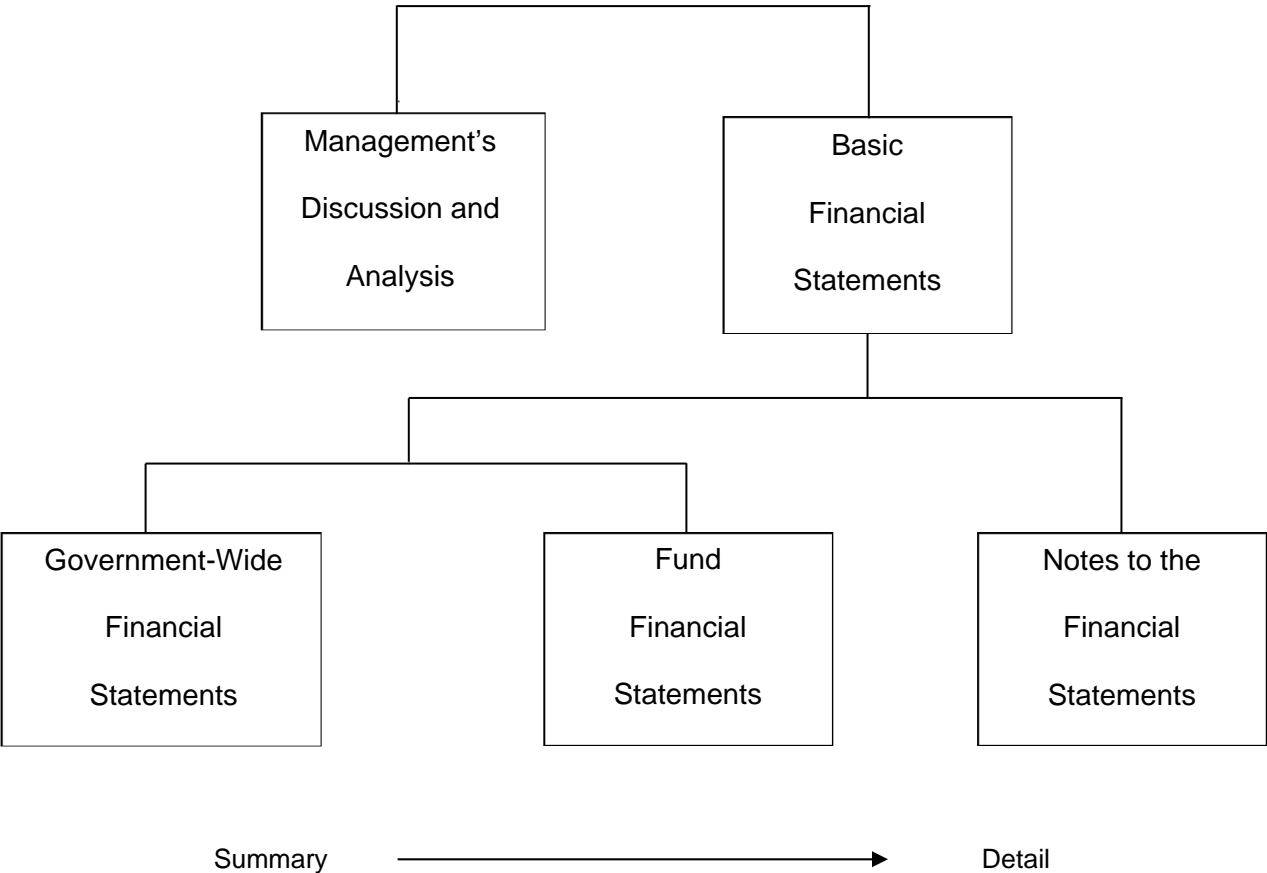 Management’s
Discussion and
Analysis
Basic
Financial
Statements
Government-Wide
Financial
Statements
Fund
Financial
Statements
Notes to the
Financial
Statements
Summary
Detail